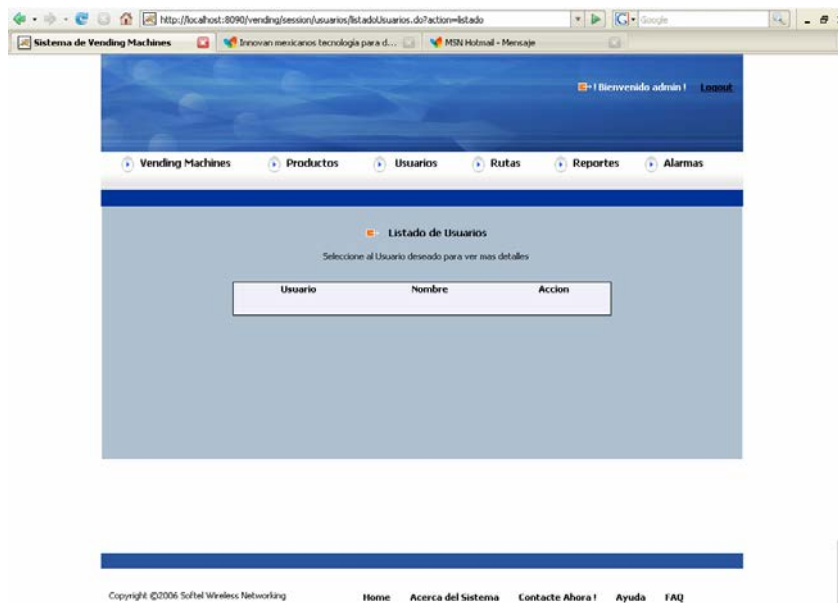 http://localhost:8090/vending/session/usuarios/listadoUsuarios.do?action=listado
Google
Sistema de Vending Machines
Innovan mexicanos tecnología para d...
MSN Hotmail - Mensaje
! Bienvenido admin !
Logout
Vending Machines
Productos
Usuarios
Rutas
Reportes
Alarmas
Listado de Usuarios
Seleccione al Usuario deseado para ver mas detalles
Usuario Nombre Accion
Copyright ©2006 Softel Wireless Networking
Home Acerca del Sistema Contacte Ahora ! Ayuda FAQ